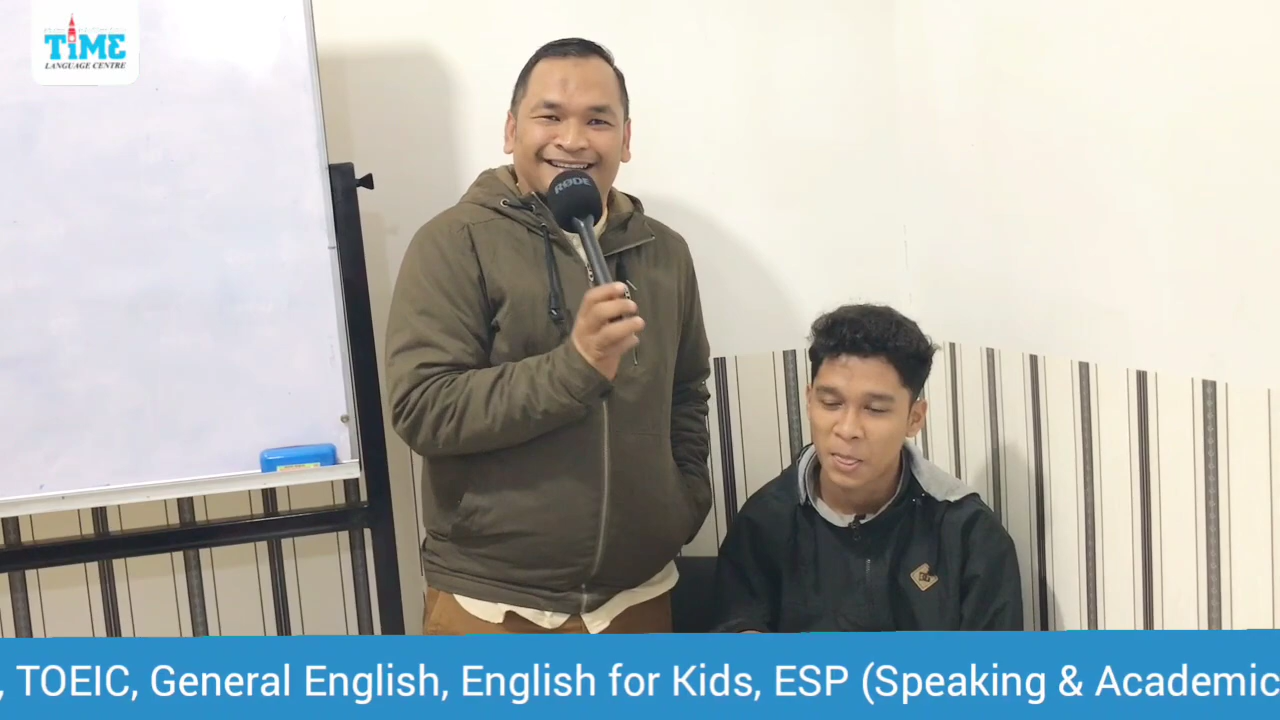 TiME
LANGUAGE CENTRE
RØDE
, TOEIC, General English, English for Kids, ESP (Speaking & Academic